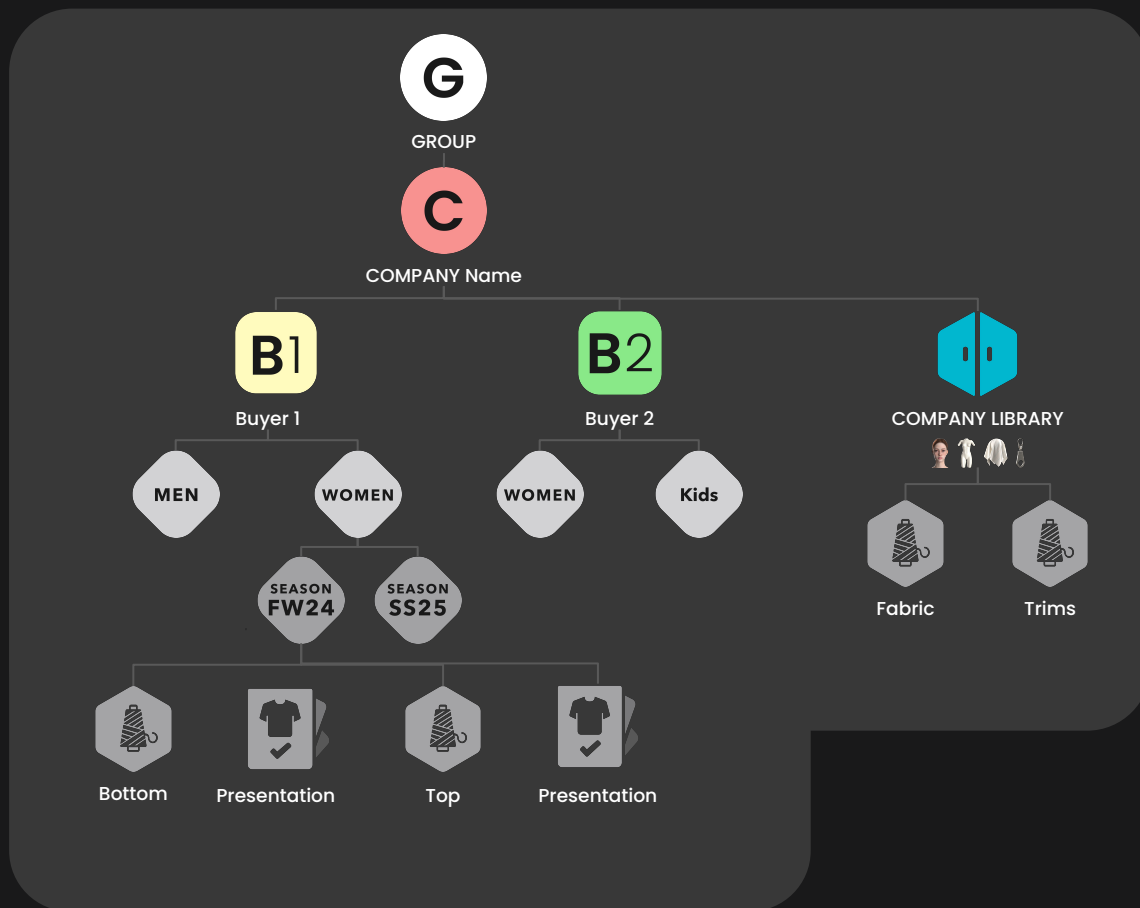 G
GROUP
C
COMPANY Name
B1
B2
Buyer 1
Buyer 2
COMPANY LIBRARY
MEN
WOMEN
WOMEN
Kids
SEASON
FW24
SEASON
SS25
Fabric
Trims
Bottom
Presentation
Top
Presentation